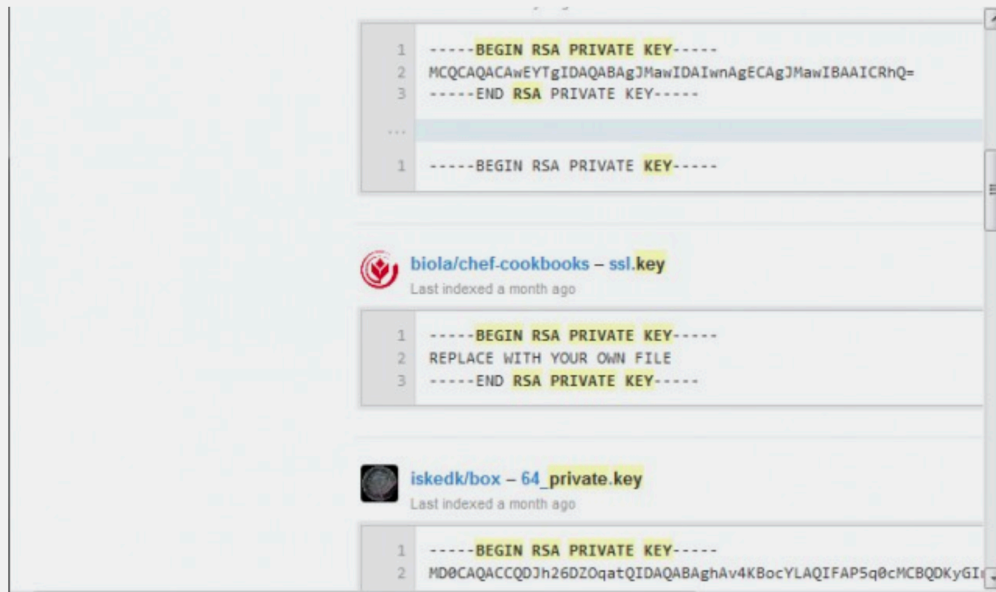 1 -----BEGIN RSA PRIVATE KEY-----
2 MCQCAQACAwEYTgIDAQABAgJMawIDAIwnAgECAgJMawIBAAICRhQ=
3 -----END RSA PRIVATE KEY-----
...
1 -----BEGIN RSA PRIVATE KEY-----
biola/chef-cookbooks – ssl.key
Last indexed a month ago
1 -----BEGIN RSA PRIVATE KEY-----
2 REPLACE WITH YOUR OWN FILE
3 -----END RSA PRIVATE KEY-----
iskedk/box – 64_private.key
Last indexed a month ago
1 -----BEGIN RSA PRIVATE KEY-----
2 MD0CAQACCQDJh26DZOqatQIDAQABAghAv4KBocYLAQIFAP5q0cMCBQDKyGI